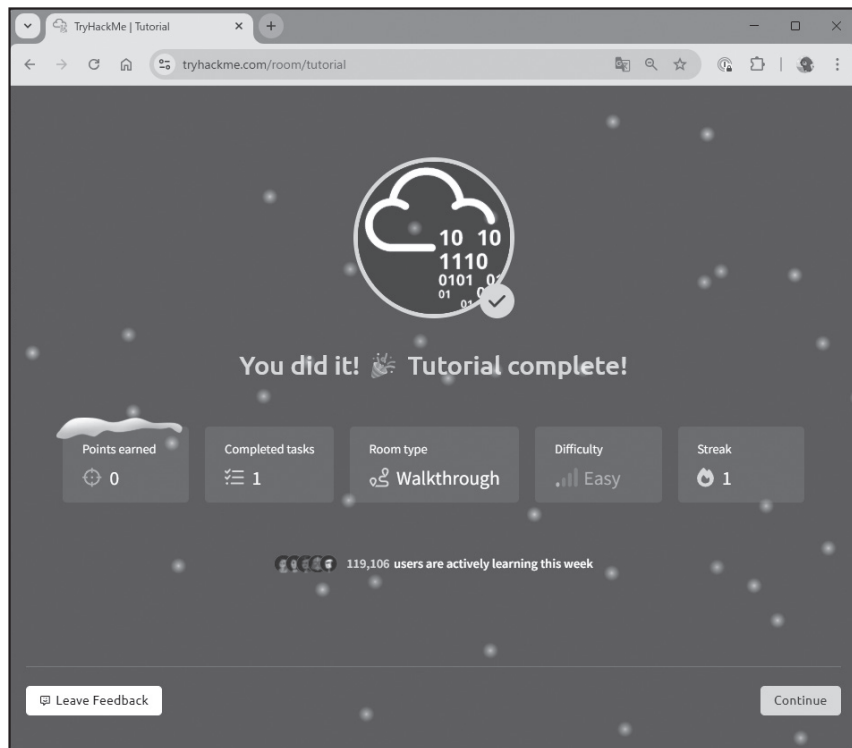 TryHackMe | Tutorial
tryhackme.com/room/tutorial
10 10
1110
0101 01
01
01
You did it! Tutorial complete!
Points earned
0
Completed tasks
1
Room type
Walkthrough
Difficulty
Easy
Streak
1
119,106 users are actively learning this week
Leave Feedback
Continue